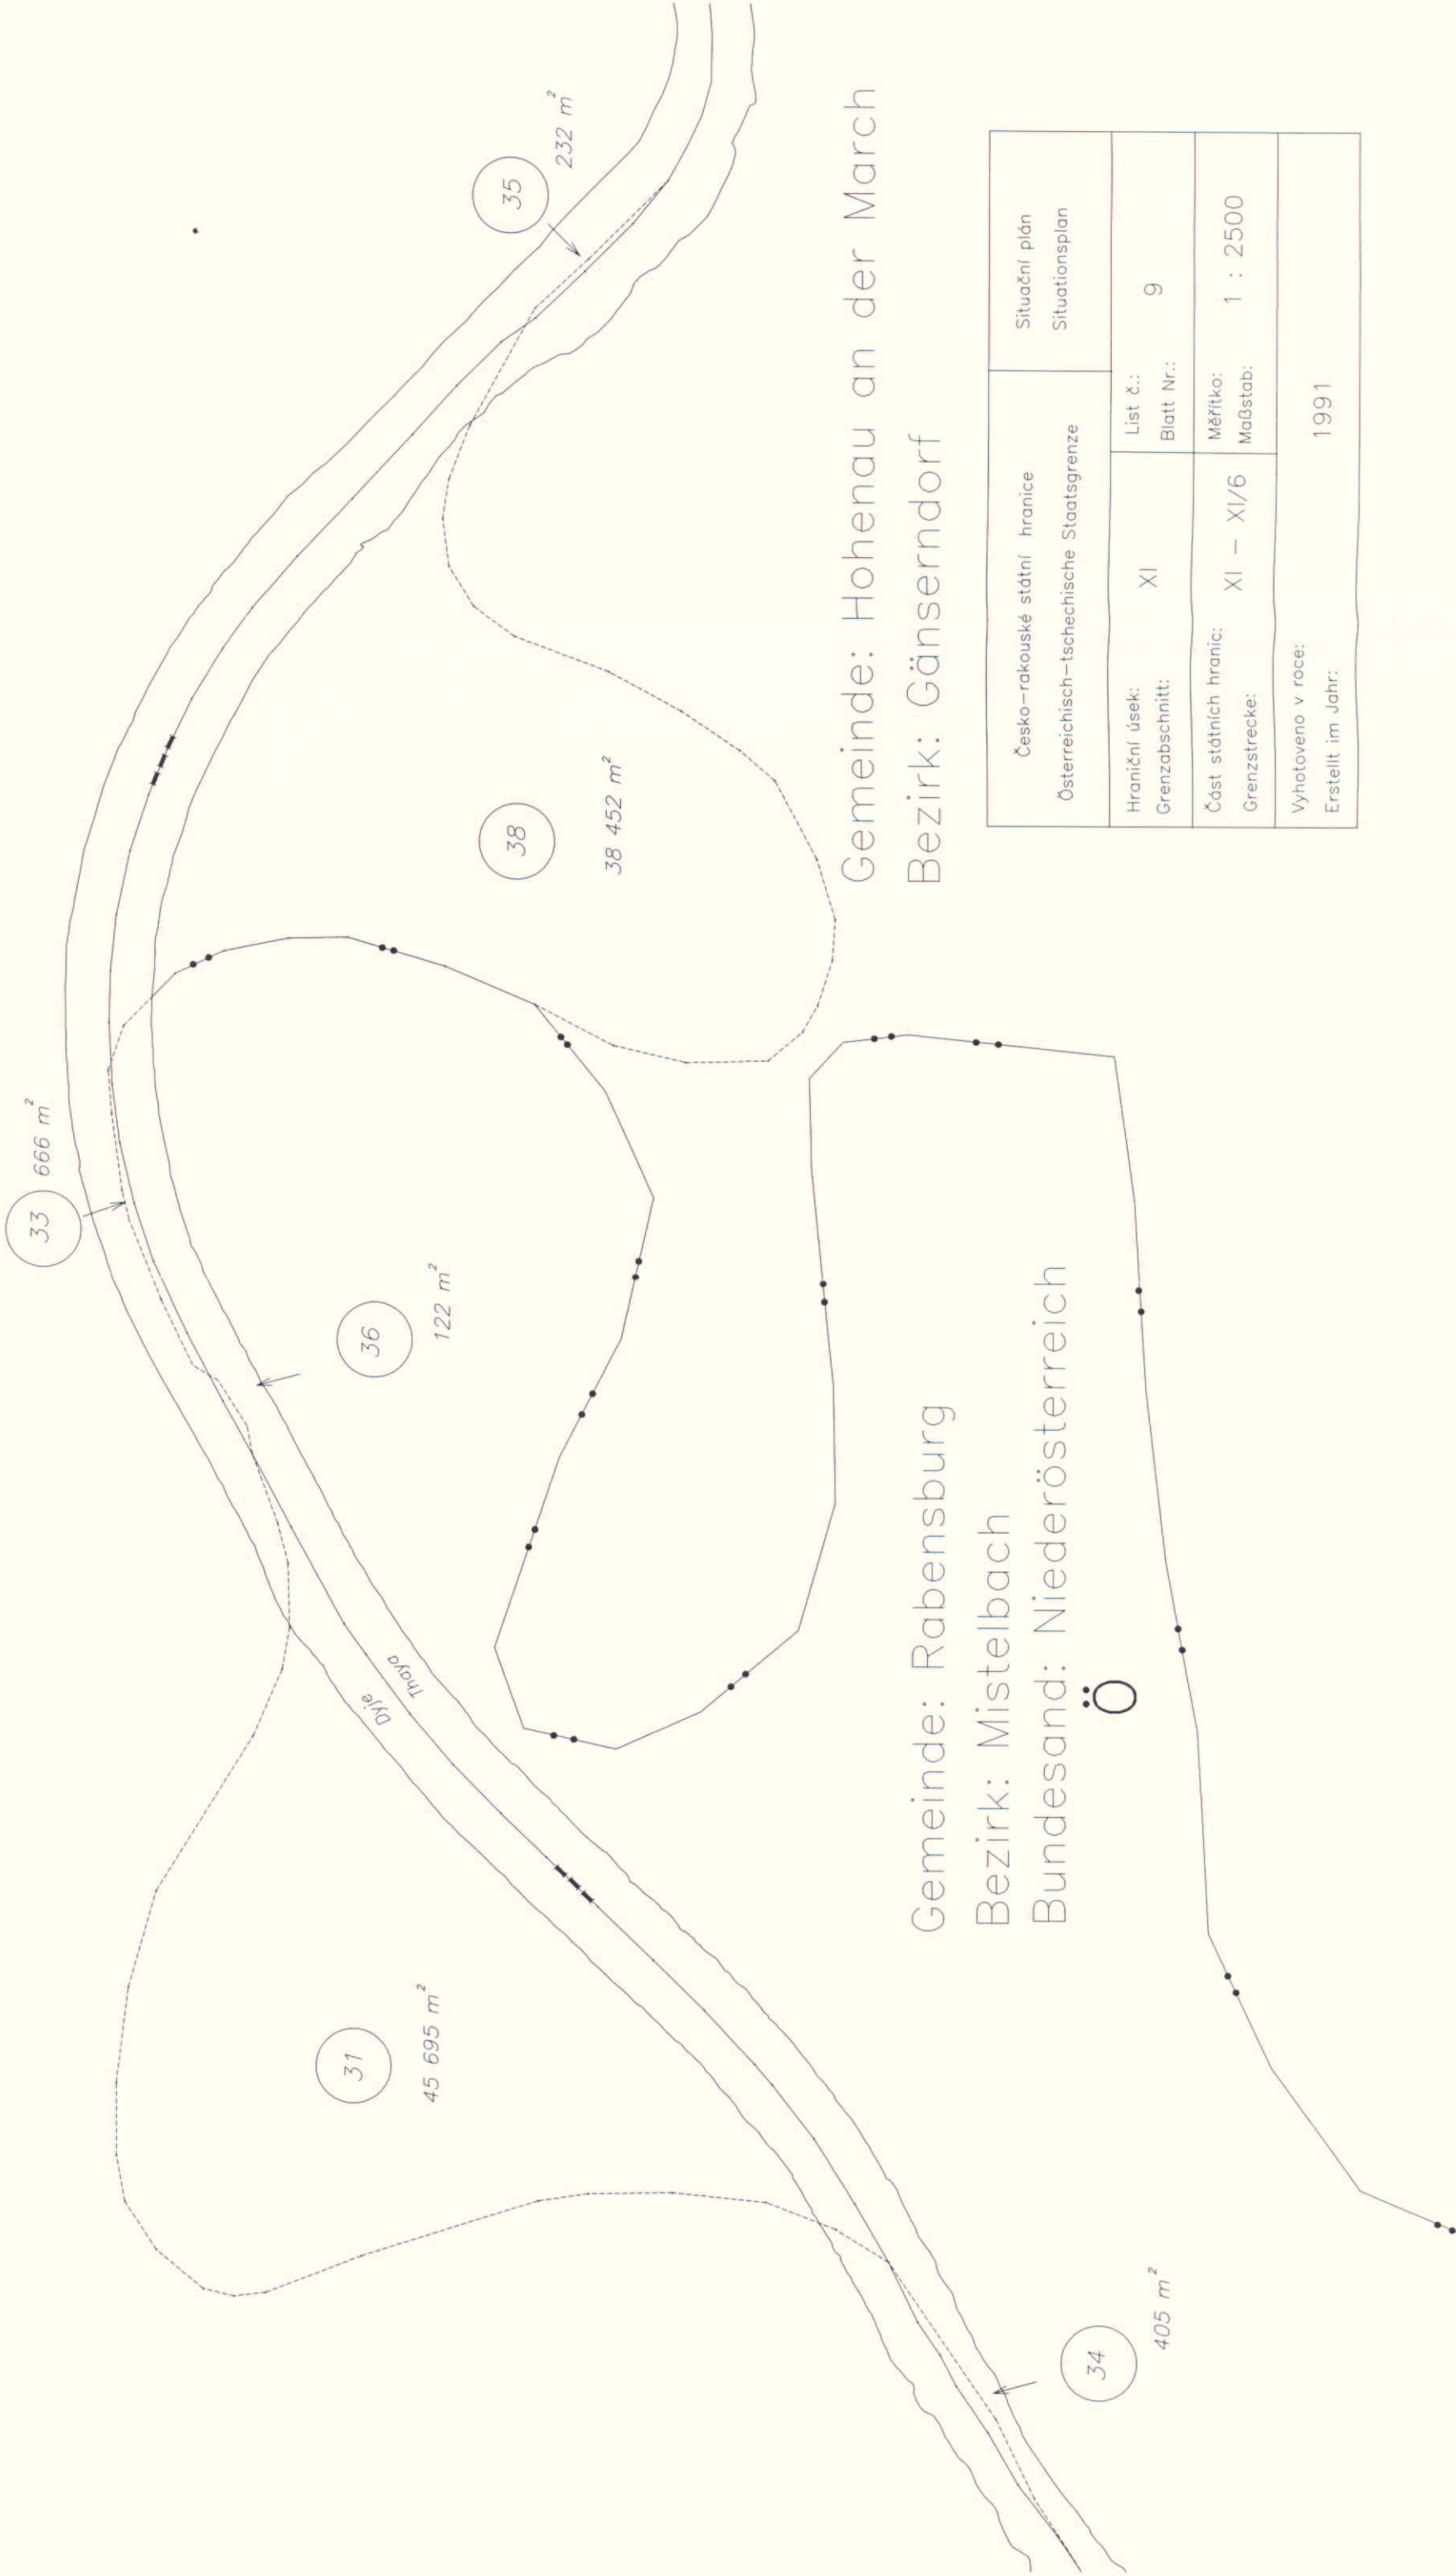 33
666 m²
35
232 m²
38
38 452 m²
36
122 m²
31
45 695 m²
34
405 m²
Dyje
Thaya
Gemeinde: Hohenau an der March
Bezirk: Gänserndorf
Gemeinde: Rabensburg
Bezirk: Mistelbach
Bundesand: Niederösterreich
Ö
Česko-rakouské státní hranice
Österreichisch-tschechische Staatsgrenze
Situační plán
Situationsplan
Hraniční úsek:
Grenzabschnitt:
XI
List č.:
Blatt Nr.:
9
Část státních hranic:
Grenzstrecke:
XI - XI/6
Měřítko:
Maßstab:
1 : 2500
Vyhotoveno v roce:
Erstellt im Jahr:
1991